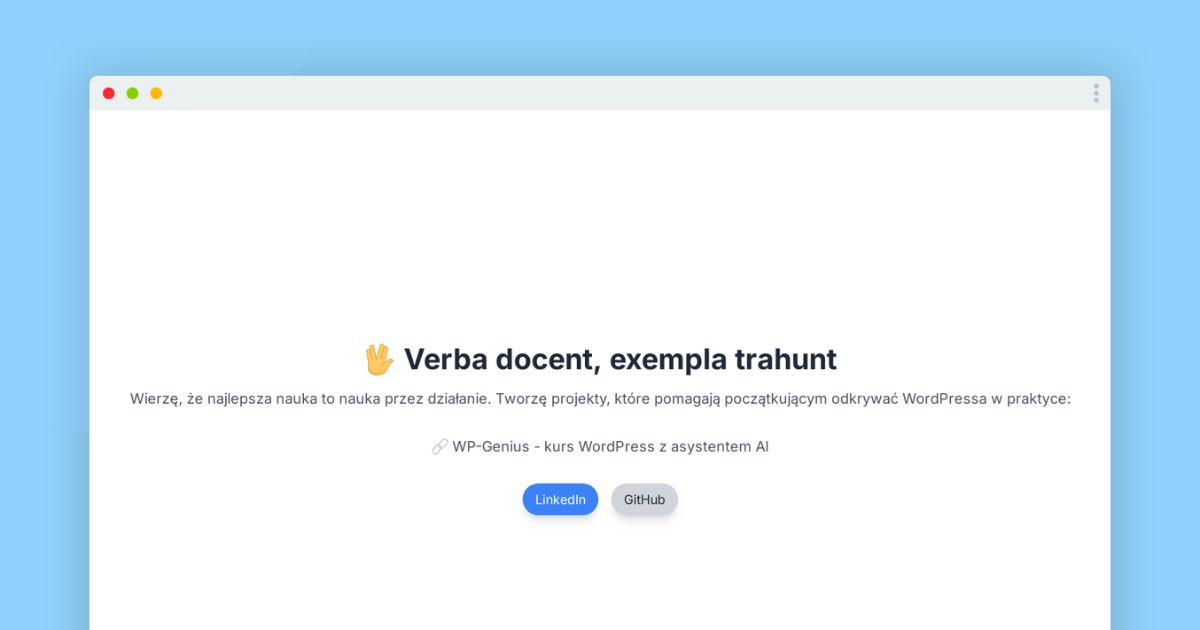 🖖 Verba docent, exempla trahunt
Wierzę, że najlepsza nauka to nauka przez działanie. Tworzę projekty, które pomagają początkującym odkrywać WordPressa w praktyce:
🔗 WP-Genius - kurs WordPress z asystentem AI
LinkedIn GitHub